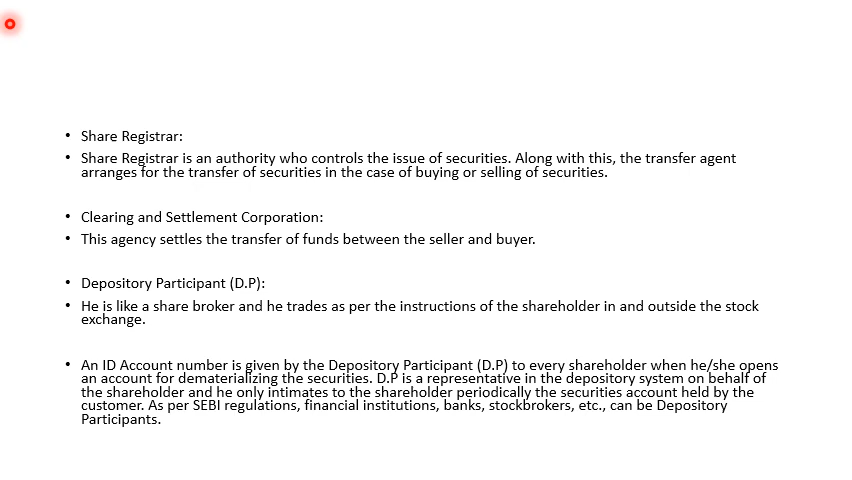 • Share Registrar:
• Share Registrar is an authority who controls the issue of securities. Along with this, the transfer agent
arranges for the transfer of securities in the case of buying or selling of securities.
• Clearing and Settlement Corporation:
• This agency settles the transfer of funds between the seller and buyer.
• Depository Participant (D.P):
• He is like a share broker and he trades as per the instructions of the shareholder in and outside the stock
exchange.
• An ID Account number is given by the Depository Participant (D.P) to every shareholder when he/she opens
an account for dematerializing the securities. D.P is a representative in the depository system on behalf of
the shareholder and he only intimates to the shareholder periodically the securities account held by the
customer. As per SEBI regulations, financial institutions, banks, stockbrokers, etc., can be Depository
Participants.